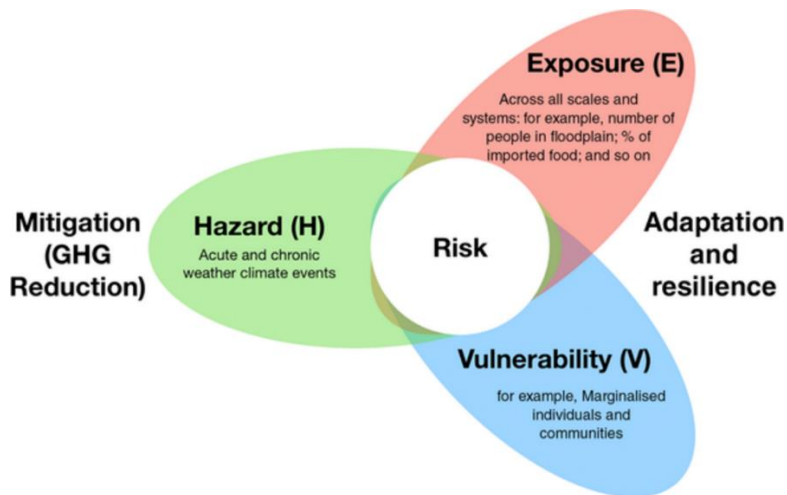 Exposure (E)
Across all scales and
systems: for example, number of
people in floodplain; % of
imported food; and so on
Mitigation
(GHG
Reduction)
Hazard (H)
Acute and chronic
weather climate events
Risk
Adaptation
and
resilience
Vulnerability (V)
for example, Marginalised
individuals and
communities